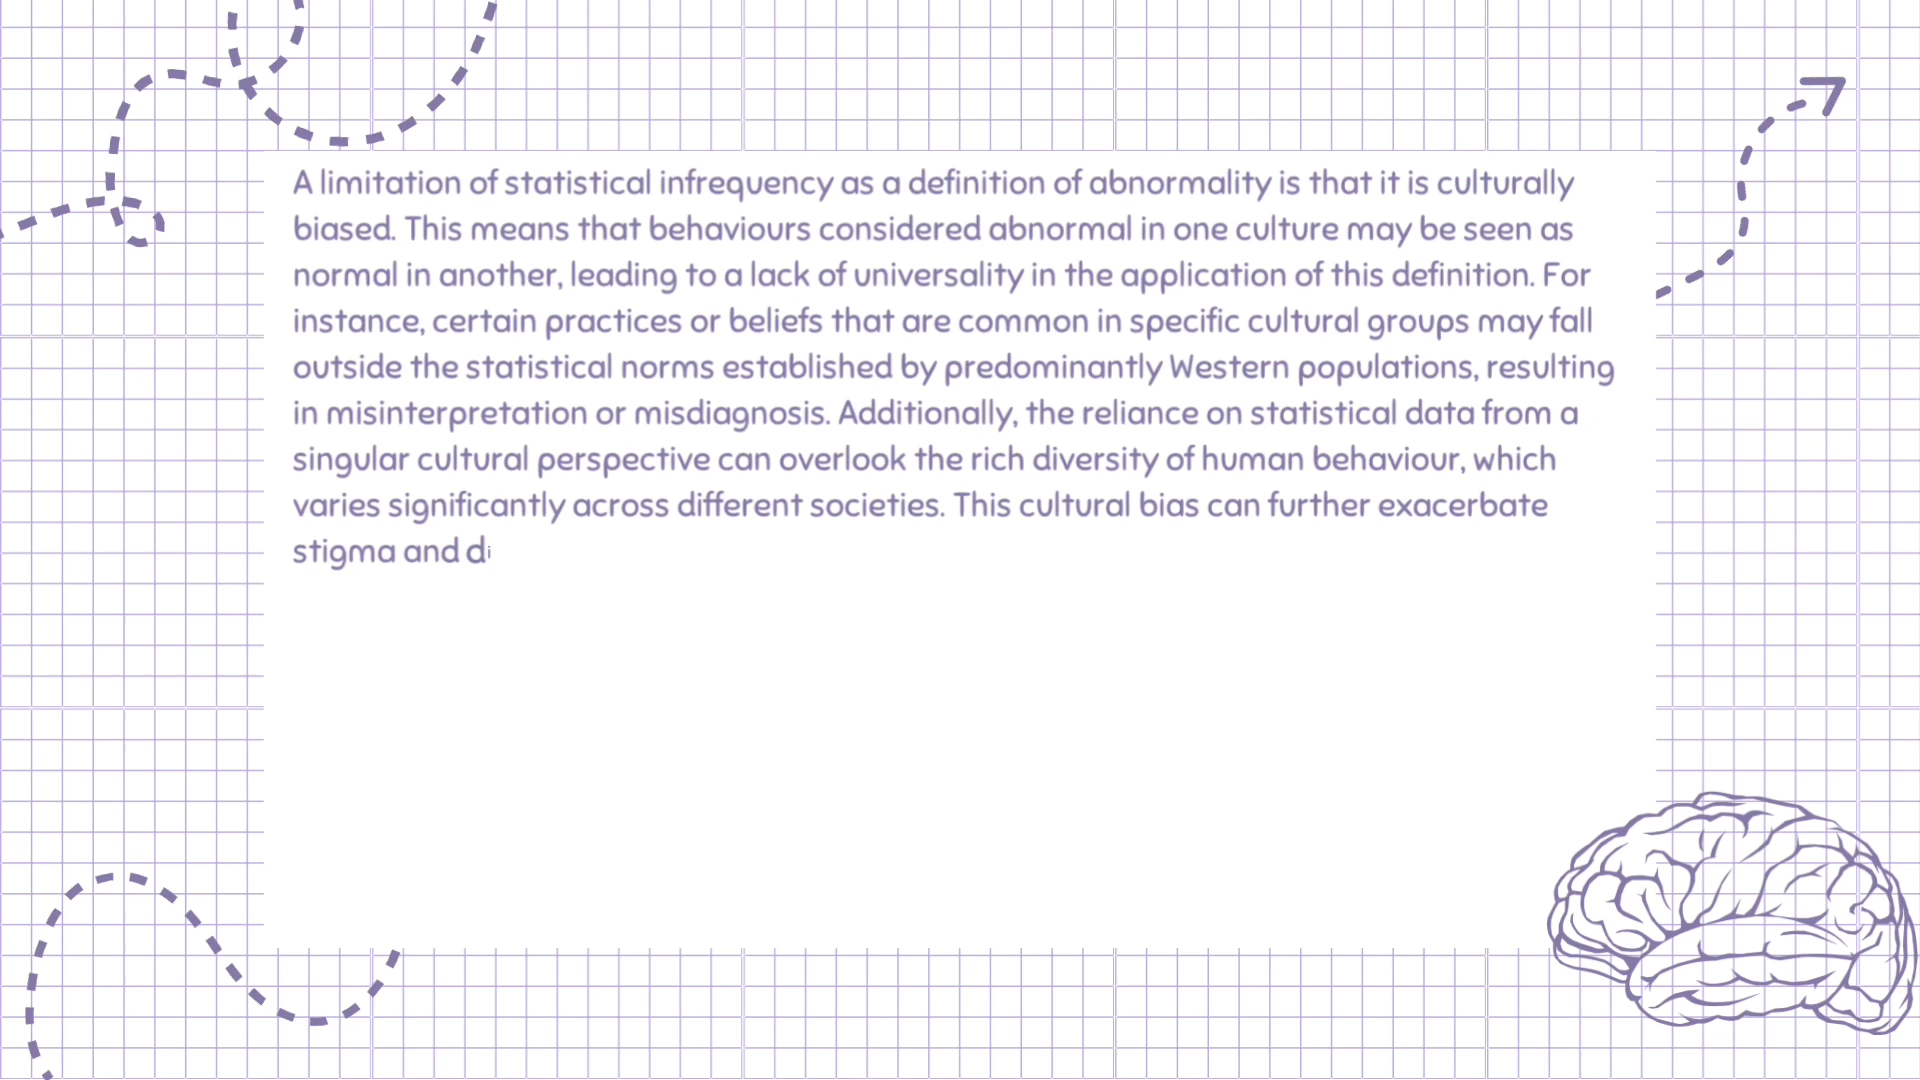 A limitation of statistical infrequency as a definition of abnormality is that it is culturally
biased. This means that behaviours considered abnormal in one culture may be seen as
normal in another, leading to a lack of universality in the application of this definition. For
instance, certain practices or beliefs that are common in specific cultural groups may fall
outside the statistical norms established by predominantly Western populations, resulting
in misinterpretation or misdiagnosis. Additionally, the reliance on statistical data from a
singular cultural perspective can overlook the rich diversity of human behaviour, which
varies significantly across different societies. This cultural bias can further exacerbate
stigma and di